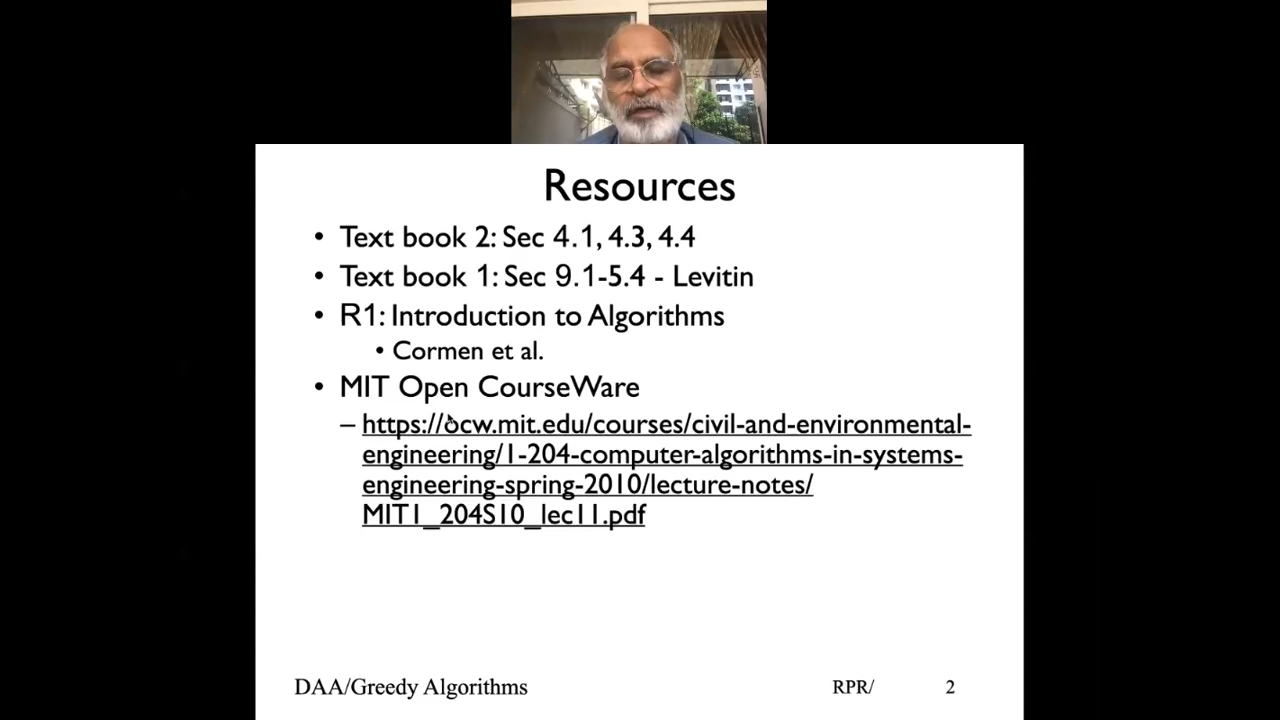 Resources
• Text book 2: Sec 4.1, 4.3, 4.4
• Text book 1: Sec 9.1-5.4 - Levitin
• R1: Introduction to Algorithms
• Cormen et al.
• MIT Open CourseWare
– https://ocw.mit.edu/courses/civil-and-environmental-
engineering/1-204-computer-algorithms-in-systems-
engineering-spring-2010/lecture-notes/
MIT1_204S10_lec11.pdf
DAA/Greedy Algorithms RPR/ 2